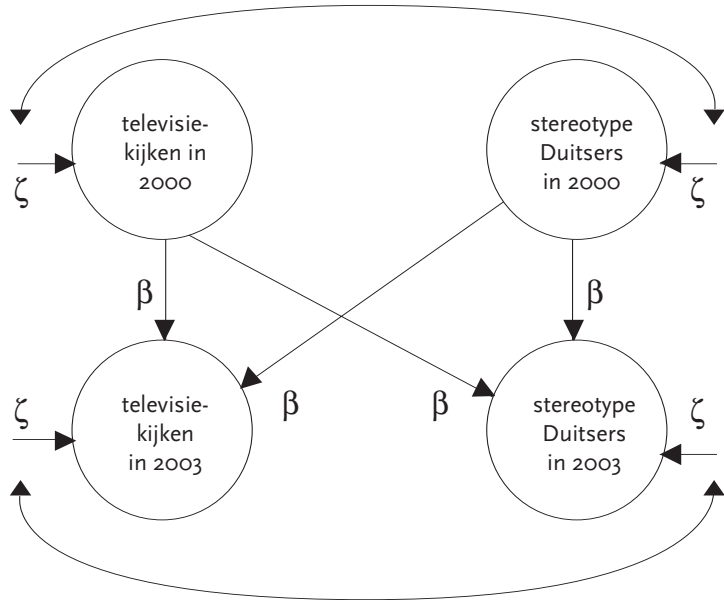 televisie-
kijken in
2000
stereotype
Duitsers
in 2000
ζ
ζ
β
β
β
β
ζ
ζ
televisie-
kijken
in 2003
stereotype
Duitsers
in 2003